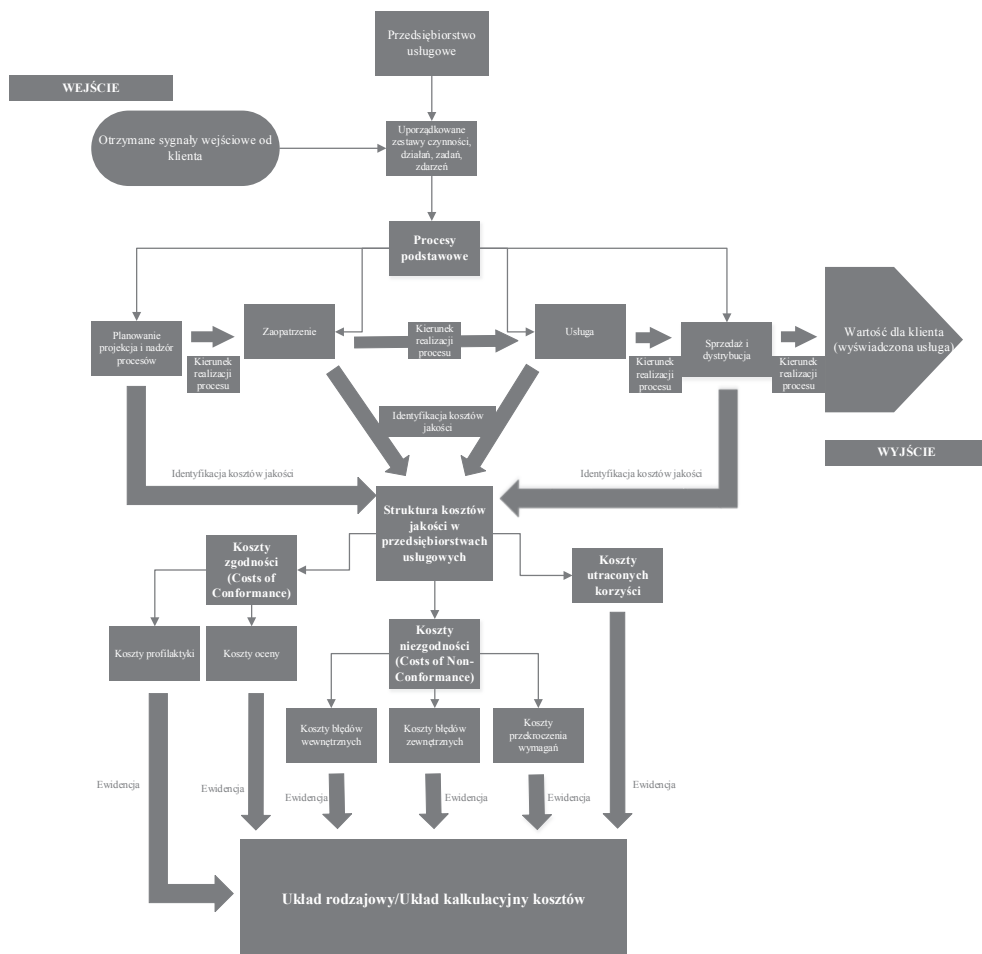 Przedsiębiorstwo
usługowe
WEJŚCIE
Otrzymane sygnały wejściowe od
klienta
Uporządkowane
zestawy czynności,
działań, zadań,
zdarzeń
Procesy
podstawowe
Planowanie
projekcja i nadzór
procesów
Kierunek
realizacji
procesu
Zaopatrzenie
Kierunek
realizacji
procesu
Usługa
Kierunek
realizacji
procesu
Sprzedaż i
dystrybucja
Kierunek
realizacji
procesu
Wartość dla klienta
(wyświadczona usługa)
WYJŚCIE
Identyfikacja kosztów
jakości
Identyfikacja kosztów jakości
Identyfikacja kosztów jakości
Struktura kosztów
jakości w
przedsiębiorstwach
usługowych
Koszty
zgodności
(Costs of
Conformance)
Koszty
utraconych
korzyści
Koszty profilaktyki
Koszty oceny
Koszty
niezgodności
(Costs of Non-
Conformance)
Koszty błędów
wewnętrznych
Koszty błędów
zewnętrznych
Koszty
przekroczenia
wymagań
Ewidencja
Ewidencja
Ewidencja
Ewidencja
Ewidencja
Ewidencja
Układ rodzajowy/Układ kalkulacyjny kosztów